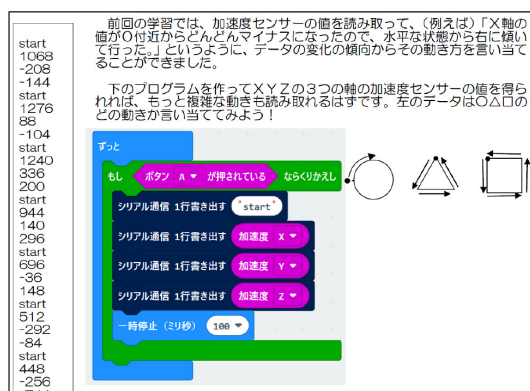 start
1068
-208
-144
start
1276
88
-104
start
1240
336
200
start
944
140
296
start
696
-36
148
start
512
-292
-84
start
448
-256
前回の学習では、加速度センサーの値を読み取って、（例えば）「X軸の
値が0付近からどんどんマイナスになったので、水平な状態から右に傾い
て行った。」というように、データの変化の傾向からその動き方を言い当て
ることができました。
下のプログラムを作ってXYZの3つの軸の加速度センサーの値を得ら
れれば、もっと複雑な動きも読み取れるはずです。左のデータは○△□の
どの動きか言い当ててみよう！
ずっと
もし ボタン A が押されている ならくりかえし
シリアル通信 1行書き出す "start"
シリアル通信 1行書き出す 加速度 X
シリアル通信 1行書き出す 加速度 Y
シリアル通信 1行書き出す 加速度 Z
一時停止（ミリ秒） 100